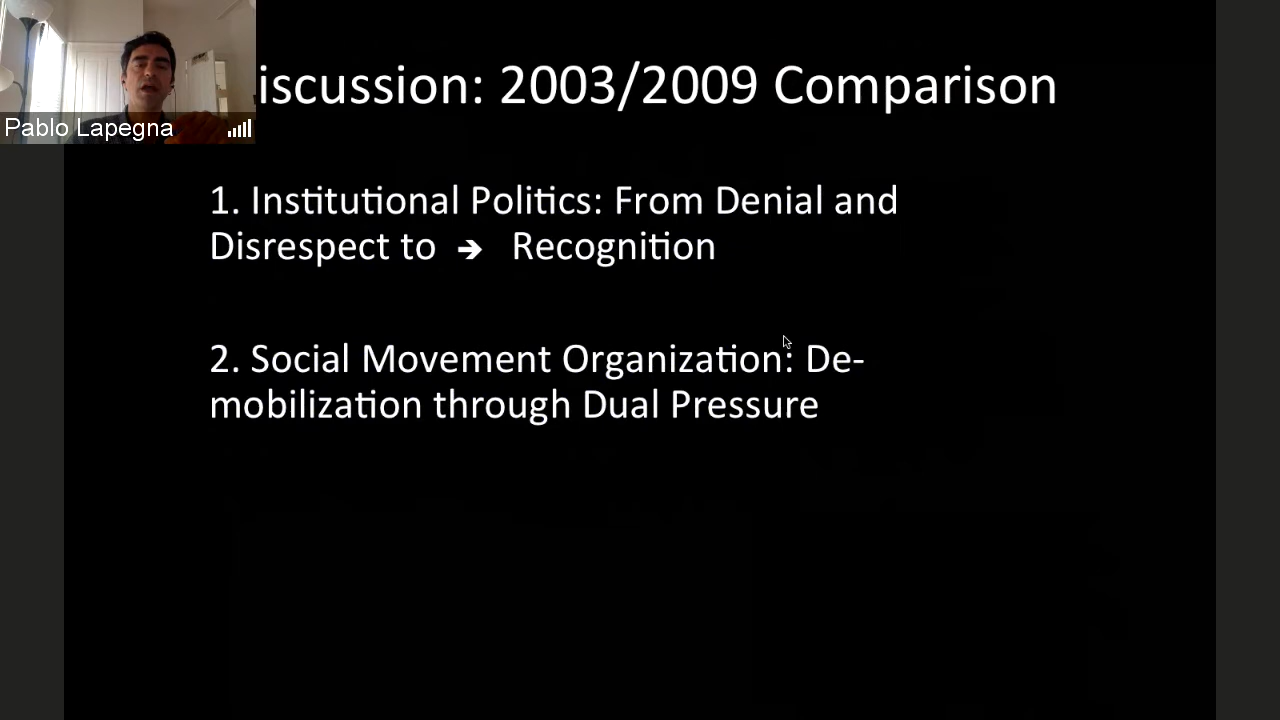 iscussion: 2003/2009 Comparison
Pablo Lapegna
1. Institutional Politics: From Denial and
Disrespect to ➔ Recognition
2. Social Movement Organization: De-
mobilization through Dual Pressure